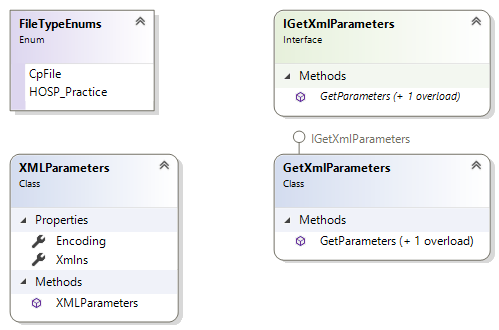 FileTypeEnums
Enum
CpFile
HOSP_Practice
IGetXmlParameters
Interface
Methods
GetParameters (+ 1 overload)
XMLParameters
Class
Properties
Encoding
Xmlns
Methods
XMLParameters
IGetXmlParameters
GetXmlParameters
Class
Methods
GetParameters (+ 1 overload)